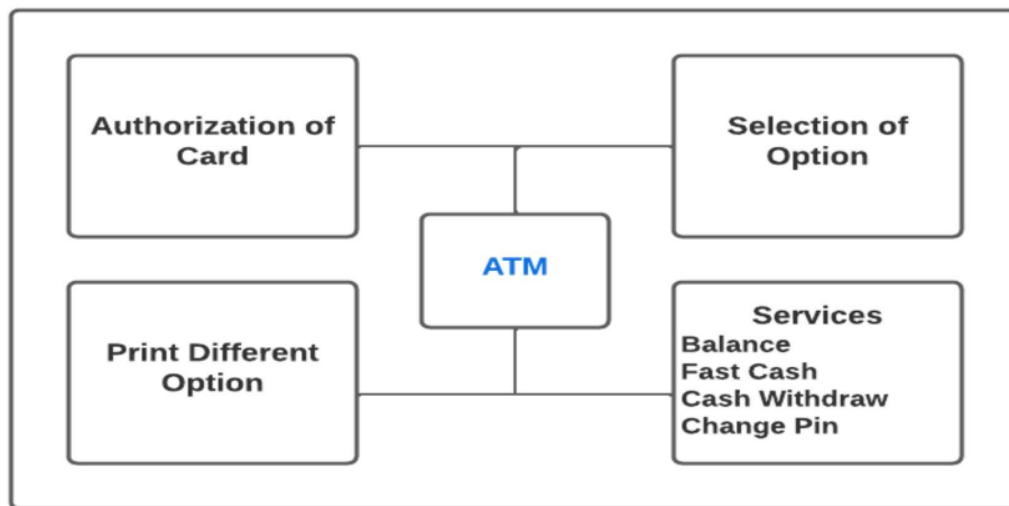 Authorization of
Card
Selection of
Option
ATM
Print Different
Option
Services
Balance
Fast Cash
Cash Withdraw
Change Pin